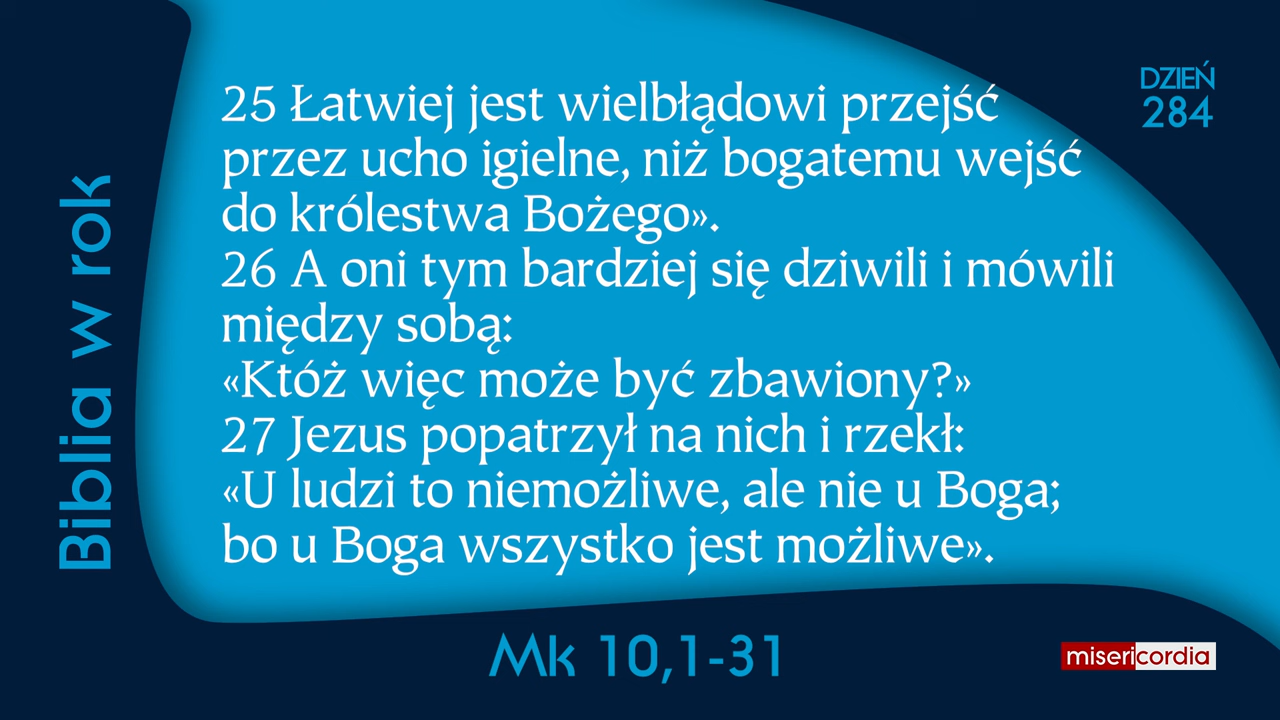 DZIEŃ
284
25 Łatwiej jest wielbłądowi przejść
przez ucho igielne, niż bogatemu wejść
do królestwa Bożego».
26 A oni tym bardziej się dziwili i mówili
między sobą:
«Któż więc może być zbawiony?»
27 Jezus popatrzył na nich i rzekł:
«U ludzi to niemożliwe, ale nie u Boga;
bo u Boga wszystko jest możliwe».
Biblia w rok
Mk 10,1-31
misericordia